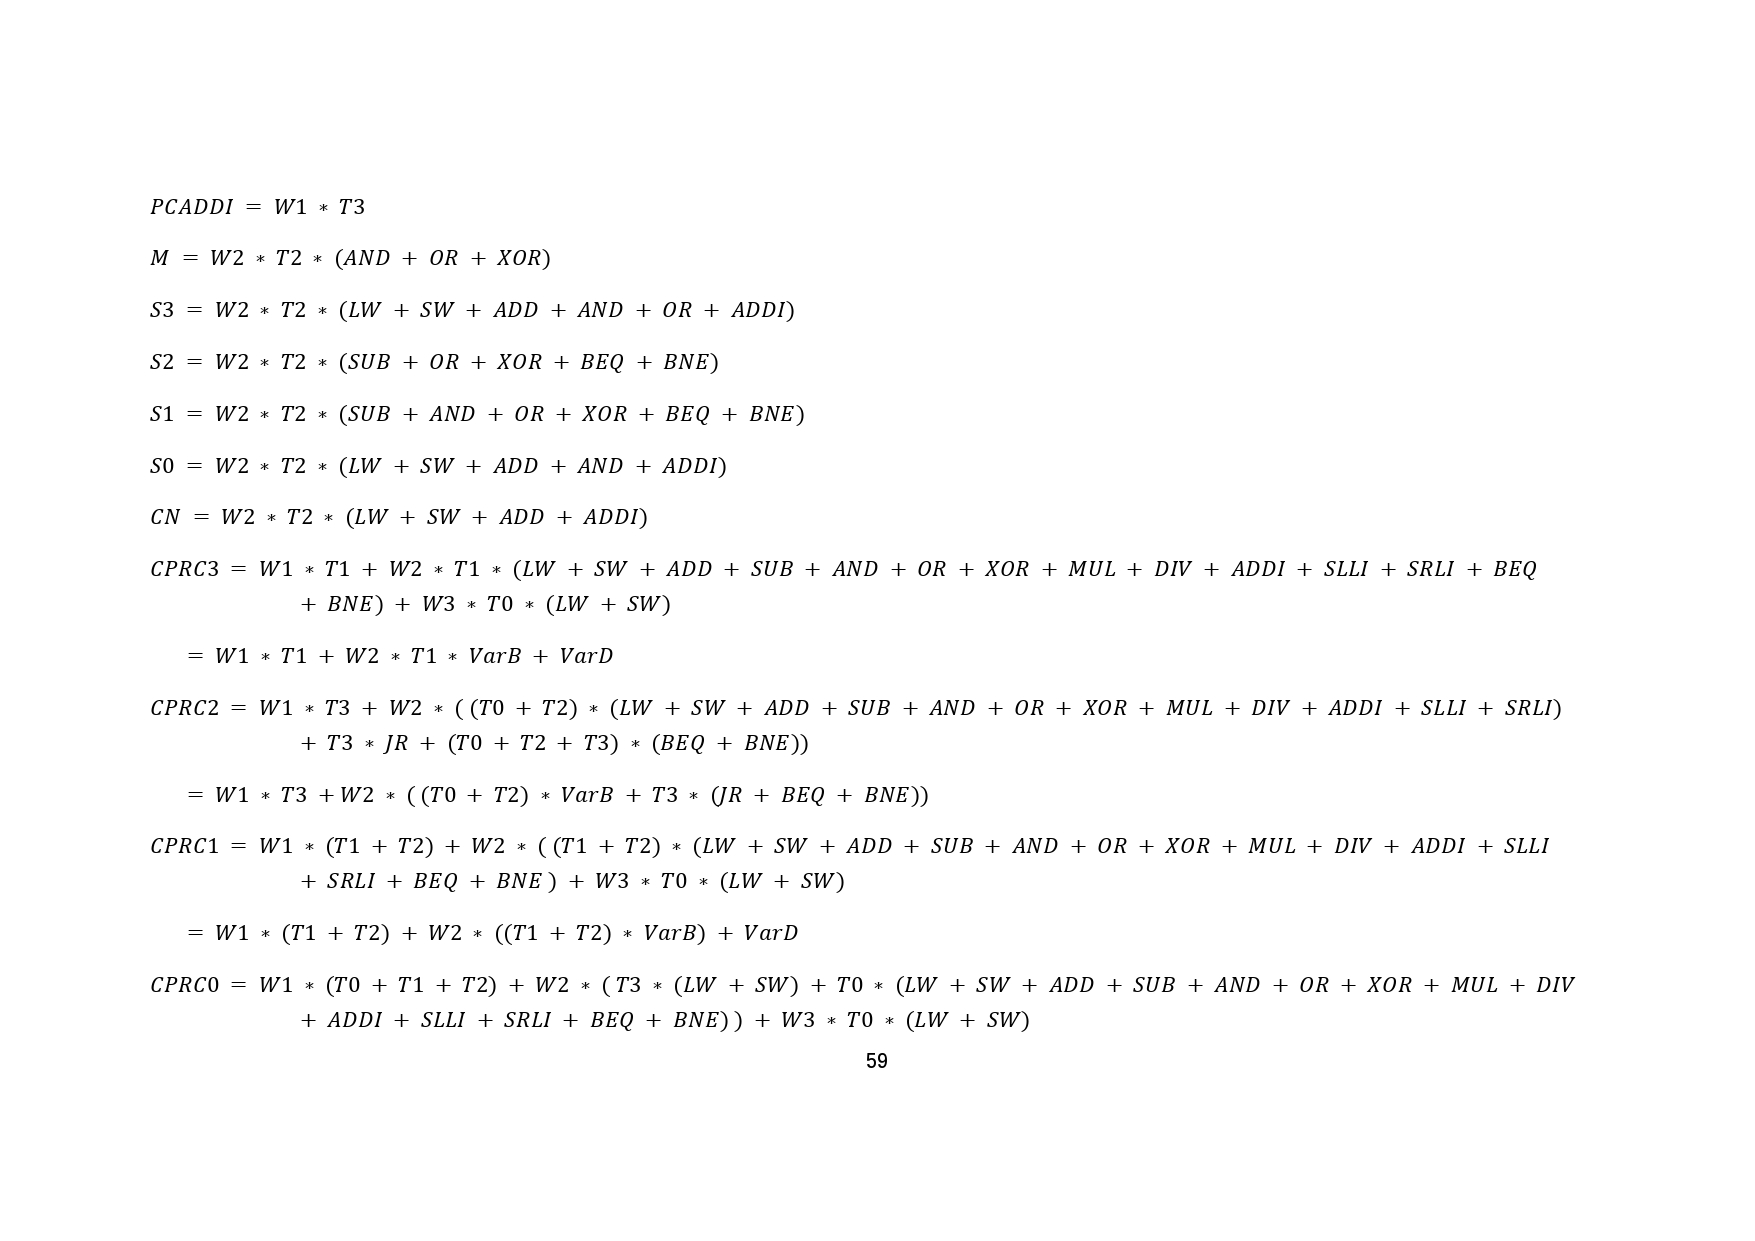 PCADDI = W1 ∗ T3
M = W2 ∗ T2 ∗ (AND + OR + XOR)
S3 = W2 ∗ T2 ∗ (LW + SW + ADD + AND + OR + ADDI)
S2 = W2 ∗ T2 ∗ (SUB + OR + XOR + BEQ + BNE)
S1 = W2 ∗ T2 ∗ (SUB + AND + OR + XOR + BEQ + BNE)
S0 = W2 ∗ T2 ∗ (LW + SW + ADD + AND + ADDI)
CN = W2 ∗ T2 ∗ (LW + SW + ADD + ADDI)
CPRC3 = W1 ∗ T1 + W2 ∗ T1 ∗ (LW + SW + ADD + SUB + AND + OR + XOR + MUL + DIV + ADDI + SLLI + SRLI + BEQ
+ BNE) + W3 ∗ T0 ∗ (LW + SW)
= W1 ∗ T1 + W2 ∗ T1 ∗ VarB + VarD
CPRC2 = W1 ∗ T3 + W2 ∗ ((T0 + T2) ∗ (LW + SW + ADD + SUB + AND + OR + XOR + MUL + DIV + ADDI + SLLI + SRLI)
+ T3 ∗ JR + (T0 + T2 + T3) ∗ (BEQ + BNE))
= W1 ∗ T3 + W2 ∗ ((T0 + T2) ∗ VarB + T3 ∗ (JR + BEQ + BNE))
CPRC1 = W1 ∗ (T1 + T2) + W2 ∗ ((T1 + T2) ∗ (LW + SW + ADD + SUB + AND + OR + XOR + MUL + DIV + ADDI + SLLI
+ SRLI + BEQ + BNE) + W3 ∗ T0 ∗ (LW + SW)
= W1 ∗ (T1 + T2) + W2 ∗ ((T1 + T2) ∗ VarB) + VarD
CPRC0 = W1 ∗ (T0 + T1 + T2) + W2 ∗ (T3 ∗ (LW + SW) + T0 ∗ (LW + SW + ADD + SUB + AND + OR + XOR + MUL + DIV
+ ADDI + SLLI + SRLI + BEQ + BNE)) + W3 ∗ T0 ∗ (LW + SW)
59